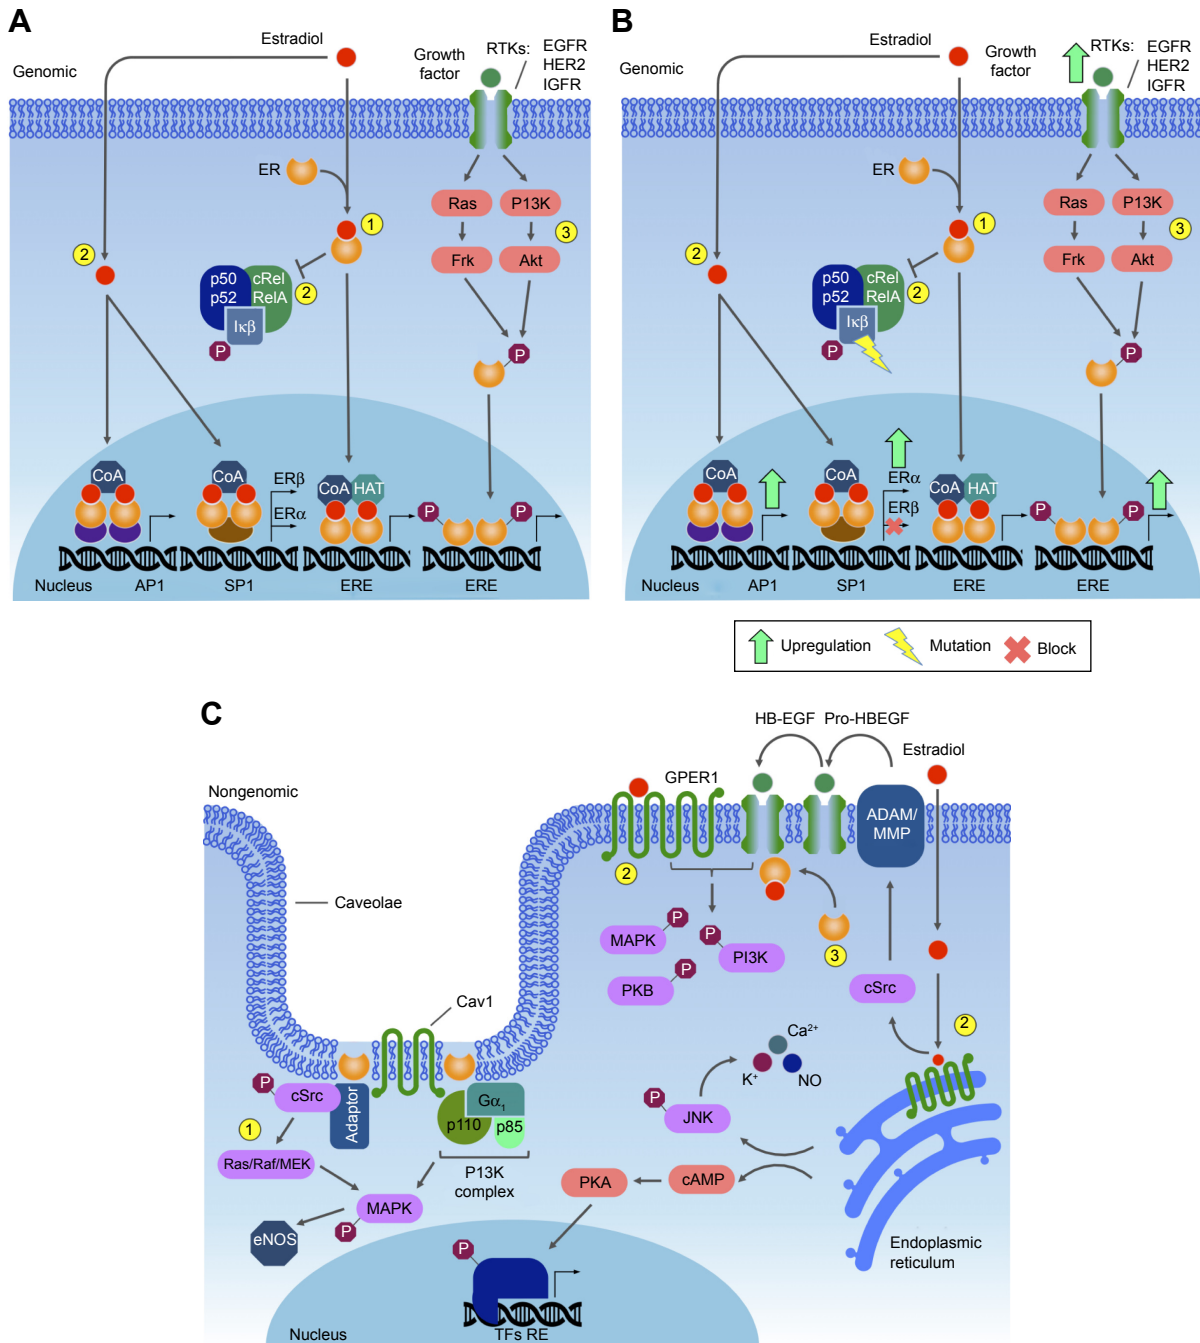 A
Genomic
Estradiol
Growth
factor
RTKs:
EGFR
HER2
IGFR
ER
1
2
Ras
P13K
3
Frk
Akt
p50
cRel
p52
RelA
2
Iκβ
P
P
CoA
CoA
ERβ
ERα
CoA
HAT
P
P
Nucleus
AP1
SP1
ERE
ERE
B
Genomic
Estradiol
Growth
factor
RTKs:
EGFR
HER2
IGFR
ER
1
2
Ras
P13K
3
Frk
Akt
p50
cRel
p52
RelA
2
Iκβ
P
P
CoA
CoA
ERα
ERβ
CoA
HAT
P
P
Nucleus
AP1
SP1
ERE
ERE
Upregulation
Mutation
Block
C
Nongenomic
HB-EGF
Pro-HBEGF
Estradiol
GPER1
ADAM/
MMP
2
Caveolae
P
MAPK
P
PI3K
P
PKB
3
cSrc
2
Cav1
Ca²⁺
K⁺
NO
P
cSrc
Adaptor
Gα₁
p110
p85
P
JNK
1
Ras/Raf/MEK
P13K
complex
PKA
cAMP
MAPK
P
eNOS
Endoplasmic
reticulum
P
TFs RE
Nucleus